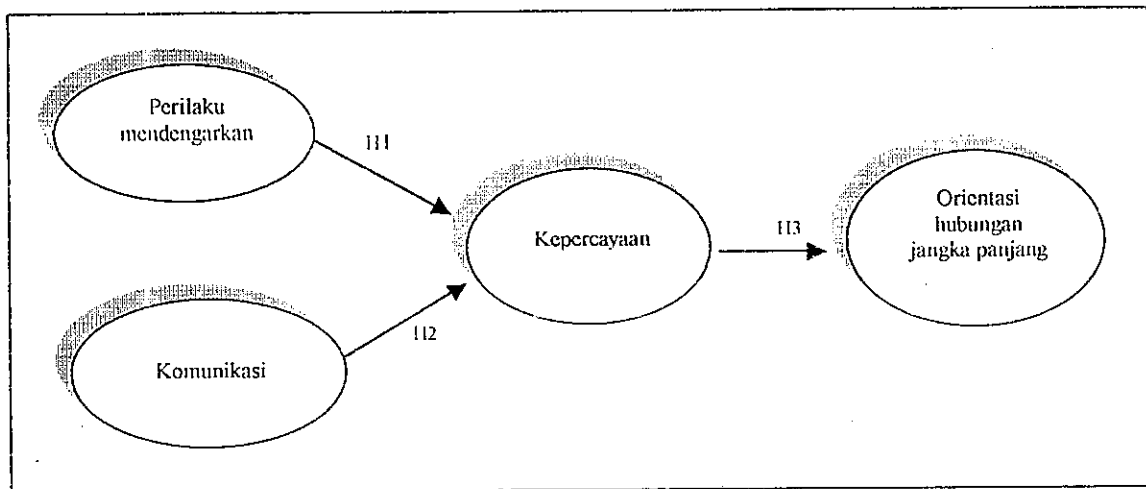 Perilaku
mendengarkan
H1
Kepercayaan
H3
Orientasi
hubungan
jangka panjang
H2
Komunikasi